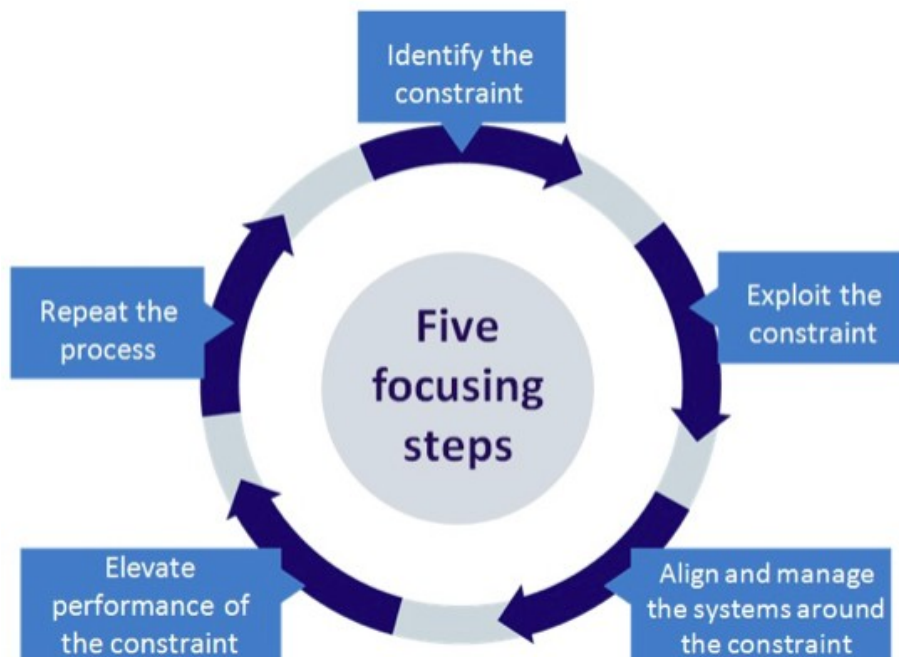 Identify the
constraint
Exploit the
constraint
Align and manage
the systems around
the constraint
Elevate
performance of
the constraint
Repeat the
process
Five
focusing
steps